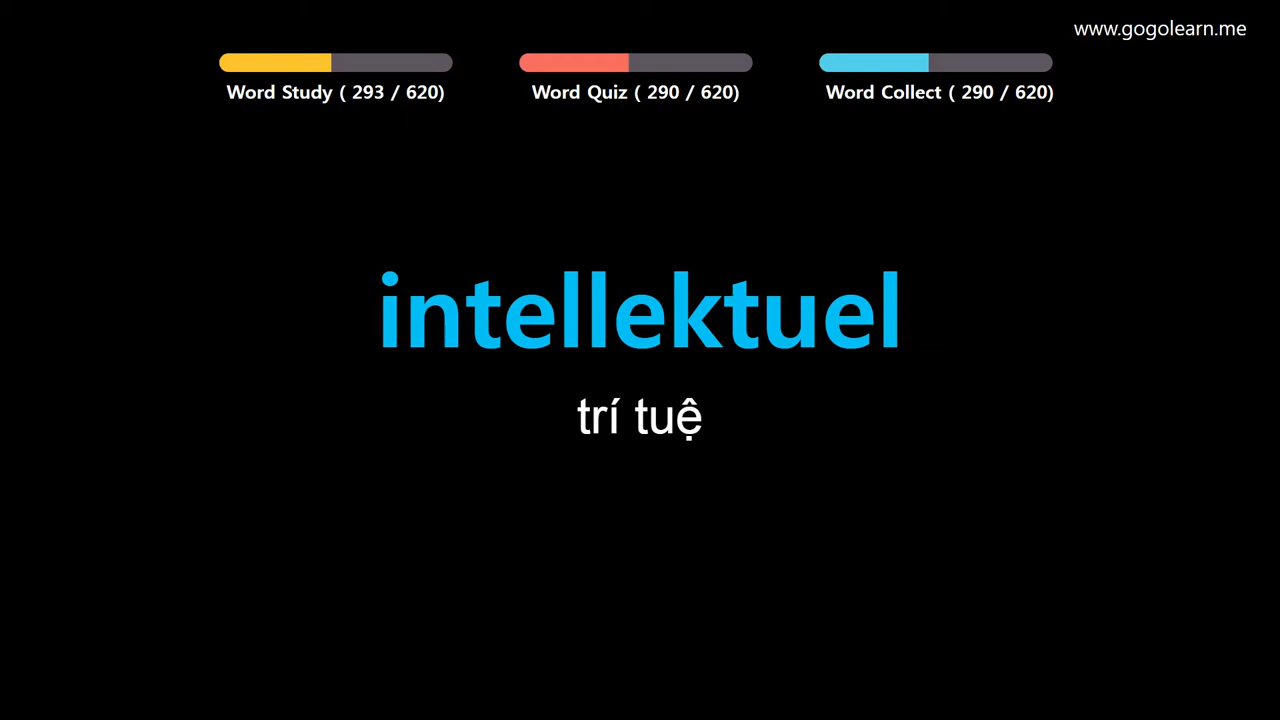 www.gogolearn.me
Word Study ( 293 / 620)
Word Quiz ( 290 / 620)
Word Collect ( 290 / 620)
intellektuel
trí tuệ